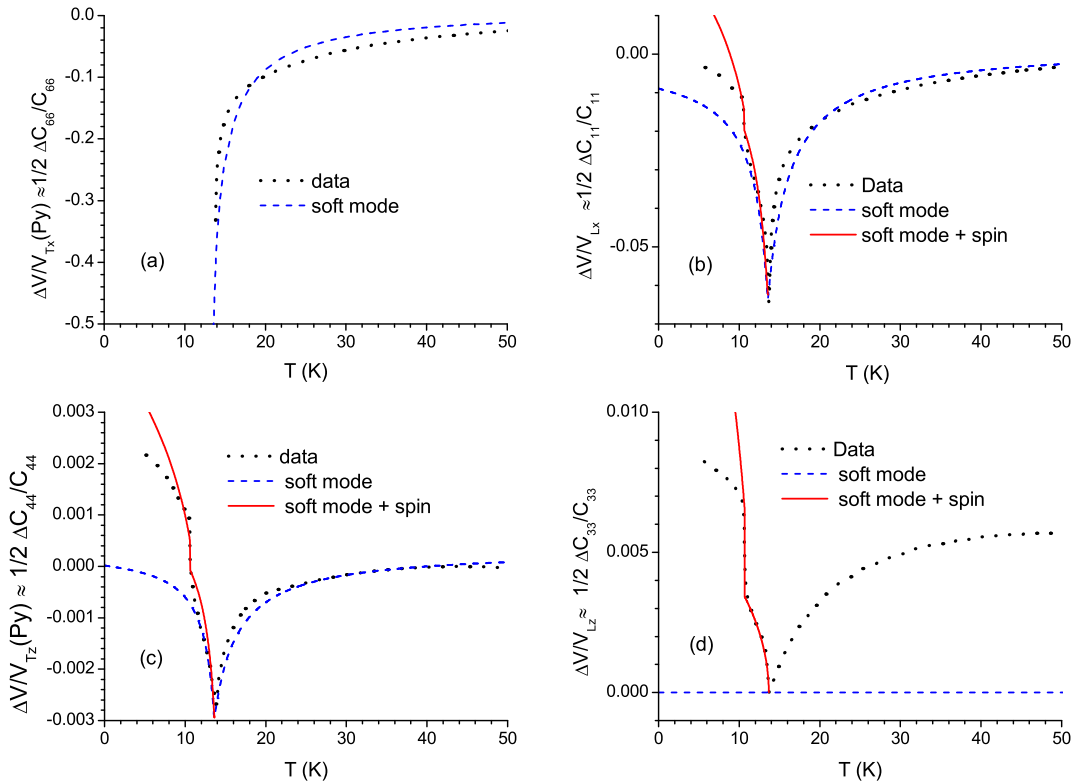 0.0
-0.1
-0.2
-0.3
-0.4
-0.5
0 10 20 30 40 50
T (K)
ΔV/V_Tx(Py) ≈1/2 ΔC_66/C_66
data
soft mode
(a)
0.00
-0.05
0 10 20 30 40 50
T (K)
ΔV/V_Lx ≈1/2 ΔC_11/C_11
Data
soft mode
soft mode + spin
(b)
0.003
0.002
0.001
0.000
-0.001
-0.002
-0.003
0 10 20 30 40 50
T (K)
ΔV/V_Tz(Py) ≈ 1/2 ΔC_44/C_44
data
soft mode
soft mode + spin
(c)
0.010
0.005
0.000
0 10 20 30 40 50
T (K)
ΔV/V_Lz≈ 1/2 ΔC_33/C_33
Data
soft mode
soft mode + spin
(d)